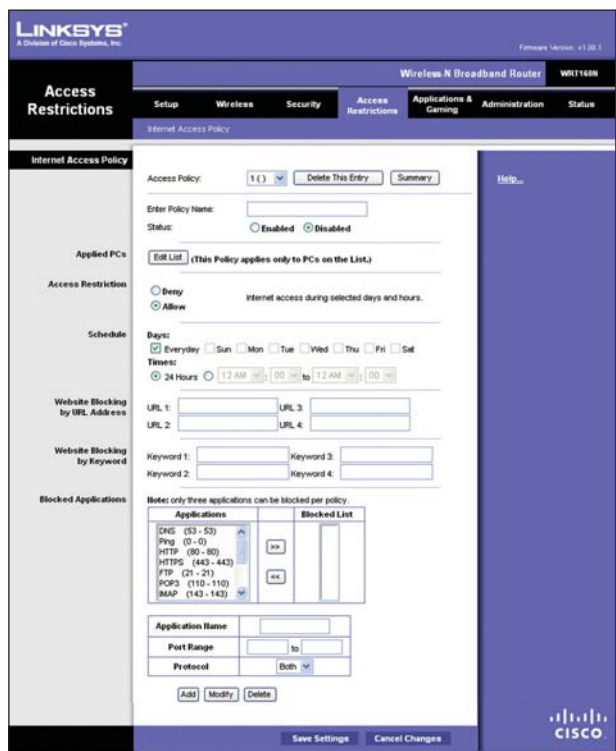 LINKSYS®
A Division of Cisco Systems, Inc.
Firmware Version: v1.00.1
Wireless-N Broadband Router WRT160N
Access Restrictions
Setup Wireless Security Access Restrictions Applications & Gaming Administration Status
Internet Access Policy
Internet Access Policy
Access Policy: 1 ( ) Delete This Entry Summary
Help...
Enter Policy Name:
Status: Enabled Disabled
Applied PCs
Edit List (This Policy applies only to PCs on the List.)
Access Restriction
Deny
Internet access during selected days and hours.
Allow
Schedule
Days:
Everyday Sun Mon Tue Wed Thu Fri Sat
Times:
24 Hours 12 AM : 00 to 12 AM : 00
Website Blocking by URL Address
URL 1: URL 3:
URL 2: URL 4:
Website Blocking by Keyword
Keyword 1: Keyword 3:
Keyword 2: Keyword 4:
Blocked Applications
Note: only three applications can be blocked per policy.
Applications Blocked List
DNS (53 - 53)
Ping (0 - 0)
HTTP (80 - 80)
HTTPS (443 - 443)
FTP (21 - 21)
POP3 (110 - 110)
IMAP (143 - 143)
>>
<<
Application Name
Port Range to
Protocol Both
Add Modify Delete
Save Settings Cancel Changes
CISCO.